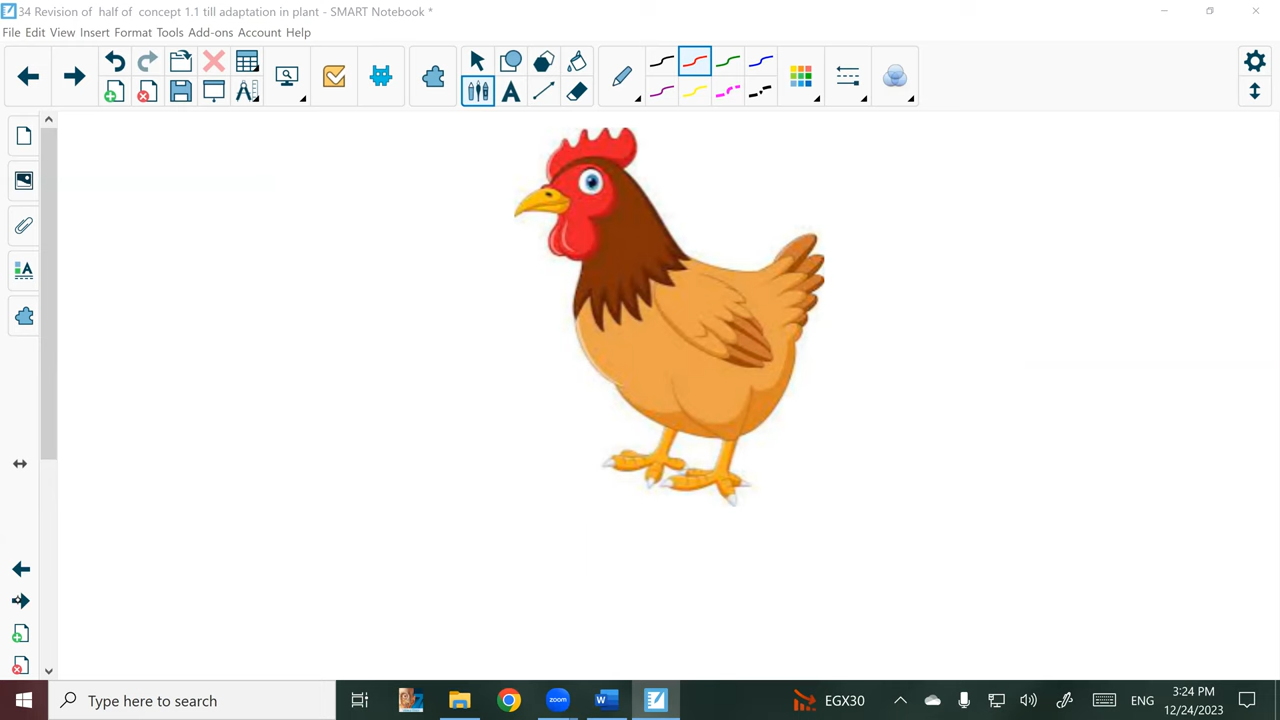 34 Revision of  half of  concept 1.1 till adaptation in plant - SMART Notebook *
File Edit View Insert Format Tools Add-ons Account Help
Type here to search
EGX30
ENG
3:24 PM
12/24/2023